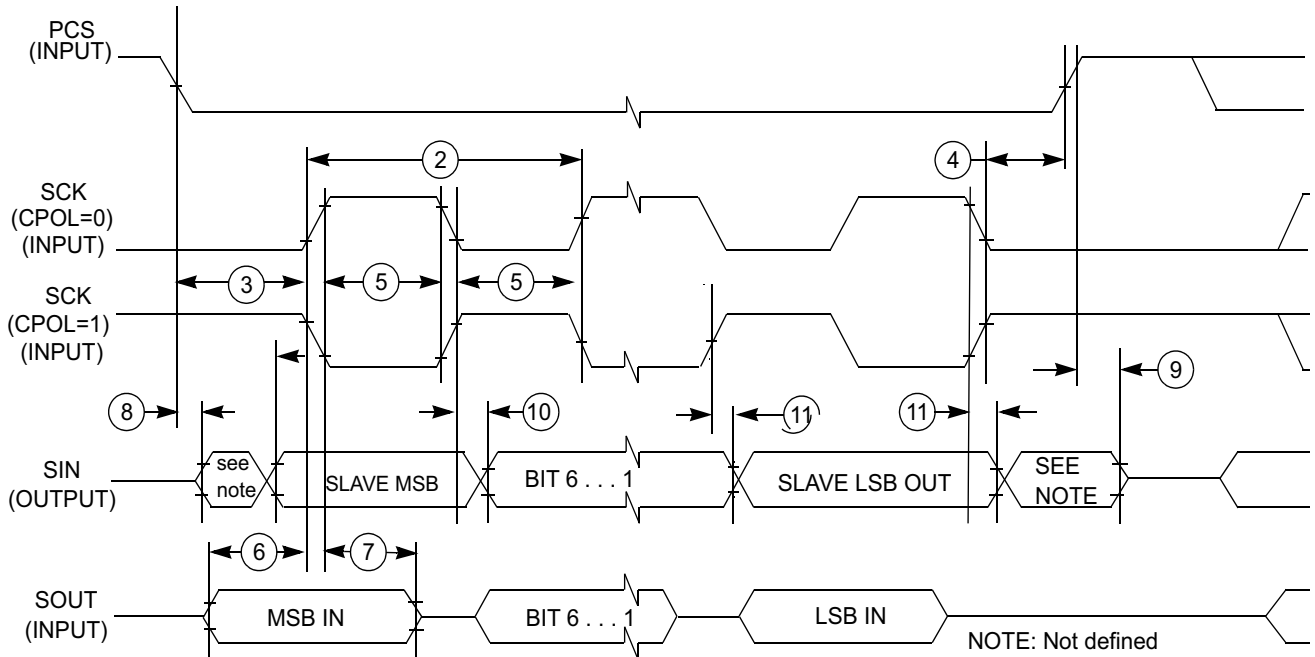 PCS
(INPUT)
2
4
SCK
(CPOL=0)
(INPUT)
3
5
5
SCK
(CPOL=1)
(INPUT)
9
8
10
11
11
SIN
(OUTPUT)
see
note
SLAVE MSB
BIT 6 . . . 1
SLAVE LSB OUT
SEE
NOTE
6
7
SOUT
(INPUT)
MSB IN
BIT 6 . . . 1
LSB IN
NOTE: Not defined